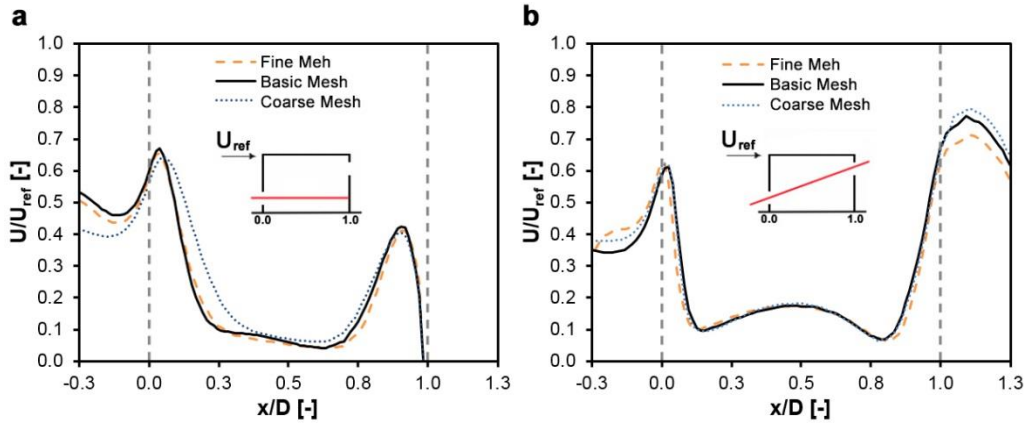 a
1.0
0.9
0.8
0.7
0.6
0.5
0.4
0.3
0.2
0.1
0.0
U/Uref [-]
Fine Meh
Basic Mesh
Coarse Mesh
Uref
0.0 1.0
-0.3 0.0 0.3 0.5 0.75 1.0 1.3
x/D [-]
b
1.0
0.9
0.8
0.7
0.6
0.5
0.4
0.3
0.2
0.1
0.0
U/Uref [-]
Fine Meh
Basic Mesh
Coarse Mesh
Uref
0.0 1.0
-0.3 0.0 0.3 0.5 0.8 1.0 1.3
x/D [-]